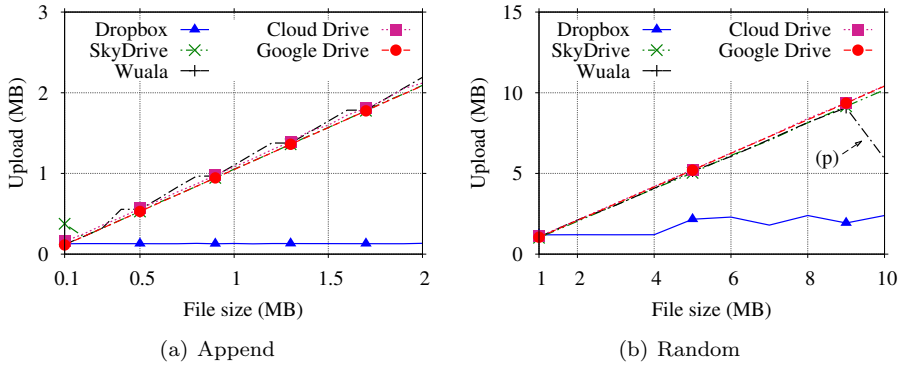 Dropbox
SkyDrive
Wuala
Cloud Drive
Google Drive
3
2
1
0
Upload (MB)
0.1
0.5
1
1.5
2
File size (MB)
(a) Append
Dropbox
SkyDrive
Wuala
Cloud Drive
Google Drive
15
10
5
0
Upload (MB)
(p)
1
2
4
6
8
10
File size (MB)
(b) Random